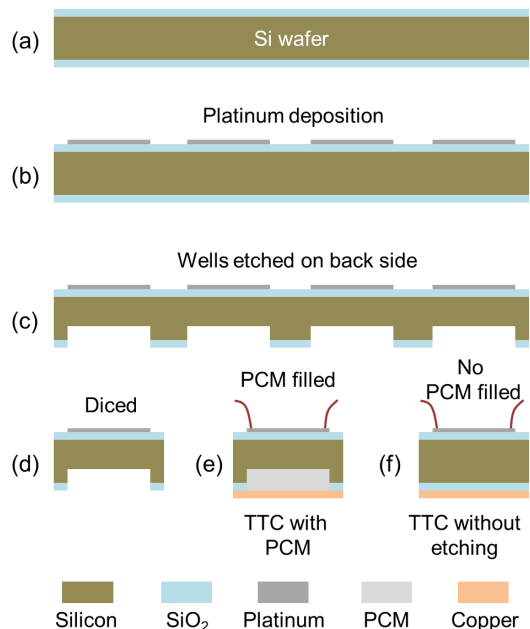 (a)
Si wafer
Platinum deposition
(b)
Wells etched on back side
(c)
Diced
PCM filled
No
PCM filled
(d)
(e)
(f)
TTC with
PCM
TTC without
etching
Silicon
SiO₂
Platinum
PCM
Copper